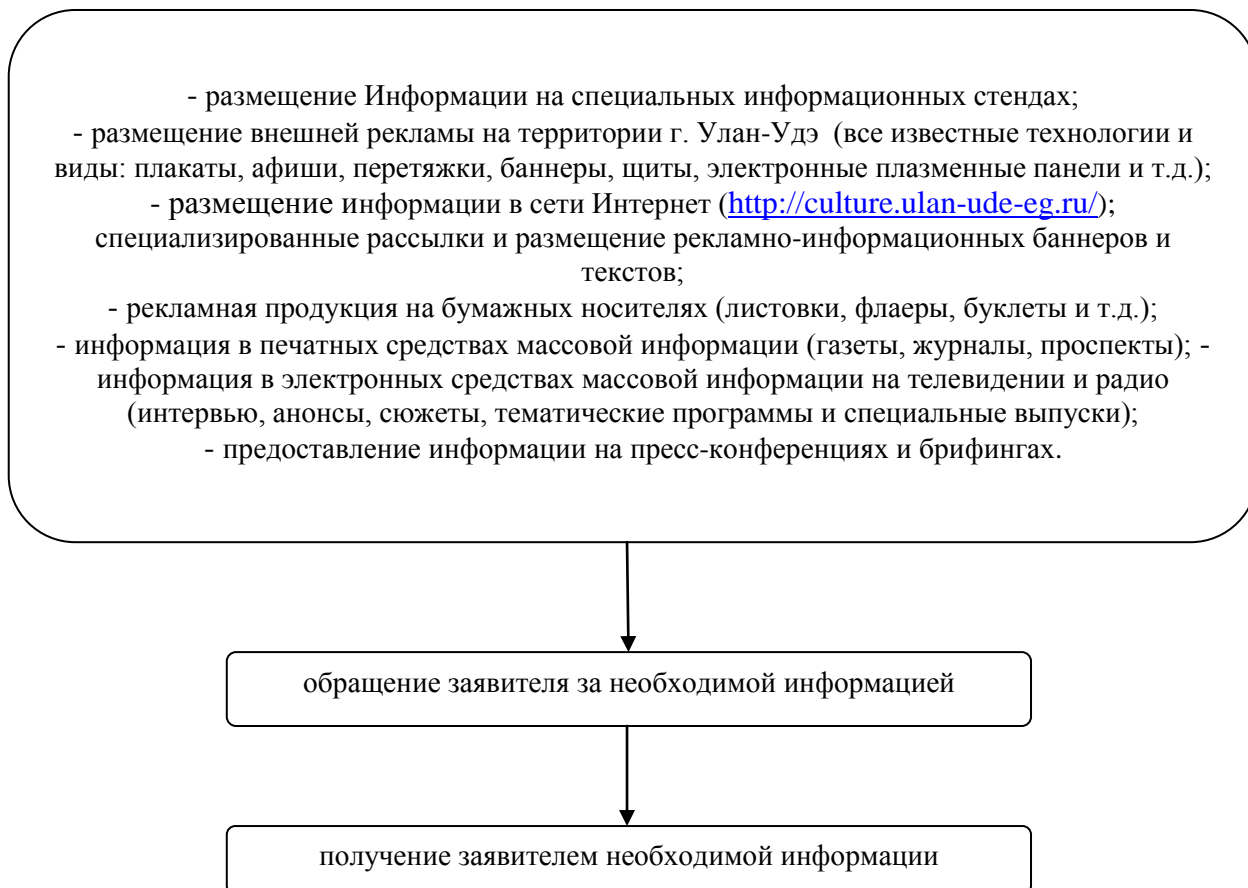 - размещение Информации на специальных информационных стендах;
- размещение внешней рекламы на территории г. Улан-Удэ (все известные технологии и
виды: плакаты, афиши, перетяжки, баннеры, щиты, электронные плазменные панели и т.д.);
- размещение информации в сети Интернет (http://culture.ulan-ude-eg.ru/);
специализированные рассылки и размещение рекламно-информационных баннеров и
текстов;
- рекламная продукция на бумажных носителях (листовки, флаеры, буклеты и т.д.);
- информация в печатных средствах массовой информации (газеты, журналы, проспекты); -
информация в электронных средствах массовой информации на телевидении и радио
(интервью, анонсы, сюжеты, тематические программы и специальные выпуски);
- предоставление информации на пресс-конференциях и брифингах.
обращение заявителя за необходимой информацией
получение заявителем необходимой информации